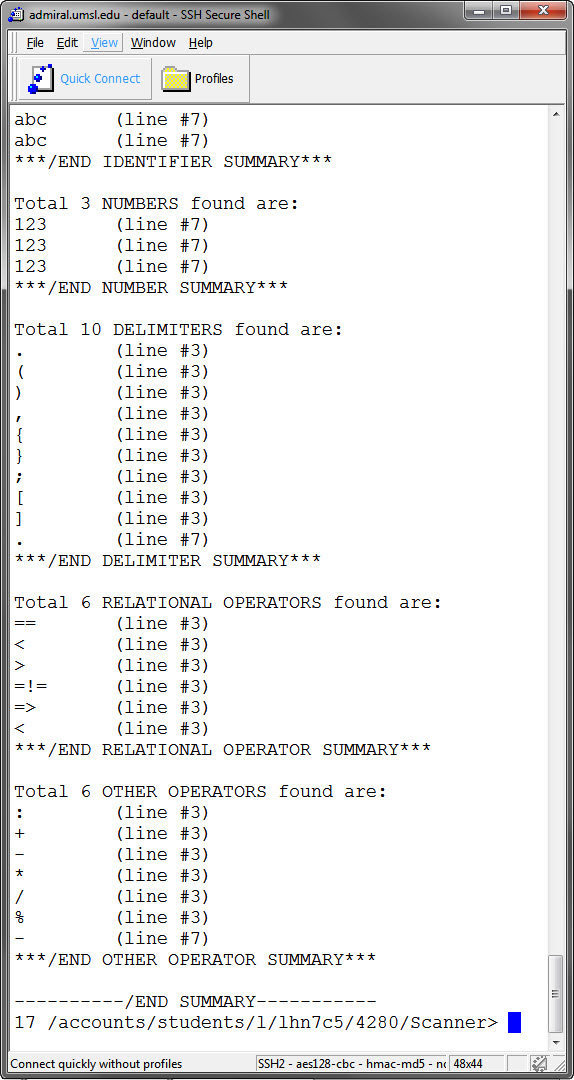 admiral.umsl.edu - default - SSH Secure Shell
File Edit View Window Help
Quick Connect Profiles
abc (line #7)
abc (line #7)
***/END IDENTIFIER SUMMARY***
Total 3 NUMBERS found are:
123 (line #7)
123 (line #7)
123 (line #7)
***/END NUMBER SUMMARY***
Total 10 DELIMITERS found are:
. (line #3)
( (line #3)
) (line #3)
, (line #3)
{ (line #3)
} (line #3)
; (line #3)
[ (line #3)
] (line #3)
. (line #7)
***/END DELIMITER SUMMARY***
Total 6 RELATIONAL OPERATORS found are:
== (line #3)
< (line #3)
> (line #3)
=!= (line #3)
=> (line #3)
< (line #3)
***/END RELATIONAL OPERATOR SUMMARY***
Total 6 OTHER OPERATORS found are:
: (line #3)
+ (line #3)
- (line #3)
* (line #3)
/ (line #3)
% (line #3)
- (line #7)
***/END OTHER OPERATOR SUMMARY***
----------/END SUMMARY-----------
17 /accounts/students/l/lhn7c5/4280/Scanner>
Connect quickly without profiles SSH2 - aes128-cbc - hmac-md5 - nc 48x44